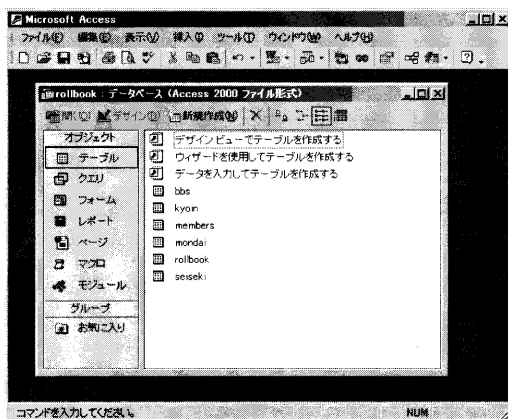 Microsoft Access
ファイル(F) 編集(E) 表示(V) 挿入(I) ツール(T) ウィンドウ(W) ヘルプ(H)
rollbook : データベース (Access 2000 ファイル形式)
開く(O) デザイン(D) 新規作成(N)
オブジェクト
テーブル
クエリ
フォーム
レポート
ページ
マクロ
モジュール
グループ
お気に入り
デザイン ビューでテーブルを作成する
ウィザードを使用してテーブルを作成する
データを入力してテーブルを作成する
bbs
kyoin
members
mondai
rollbook
seiseki
コマンドを入力してください。 NUM